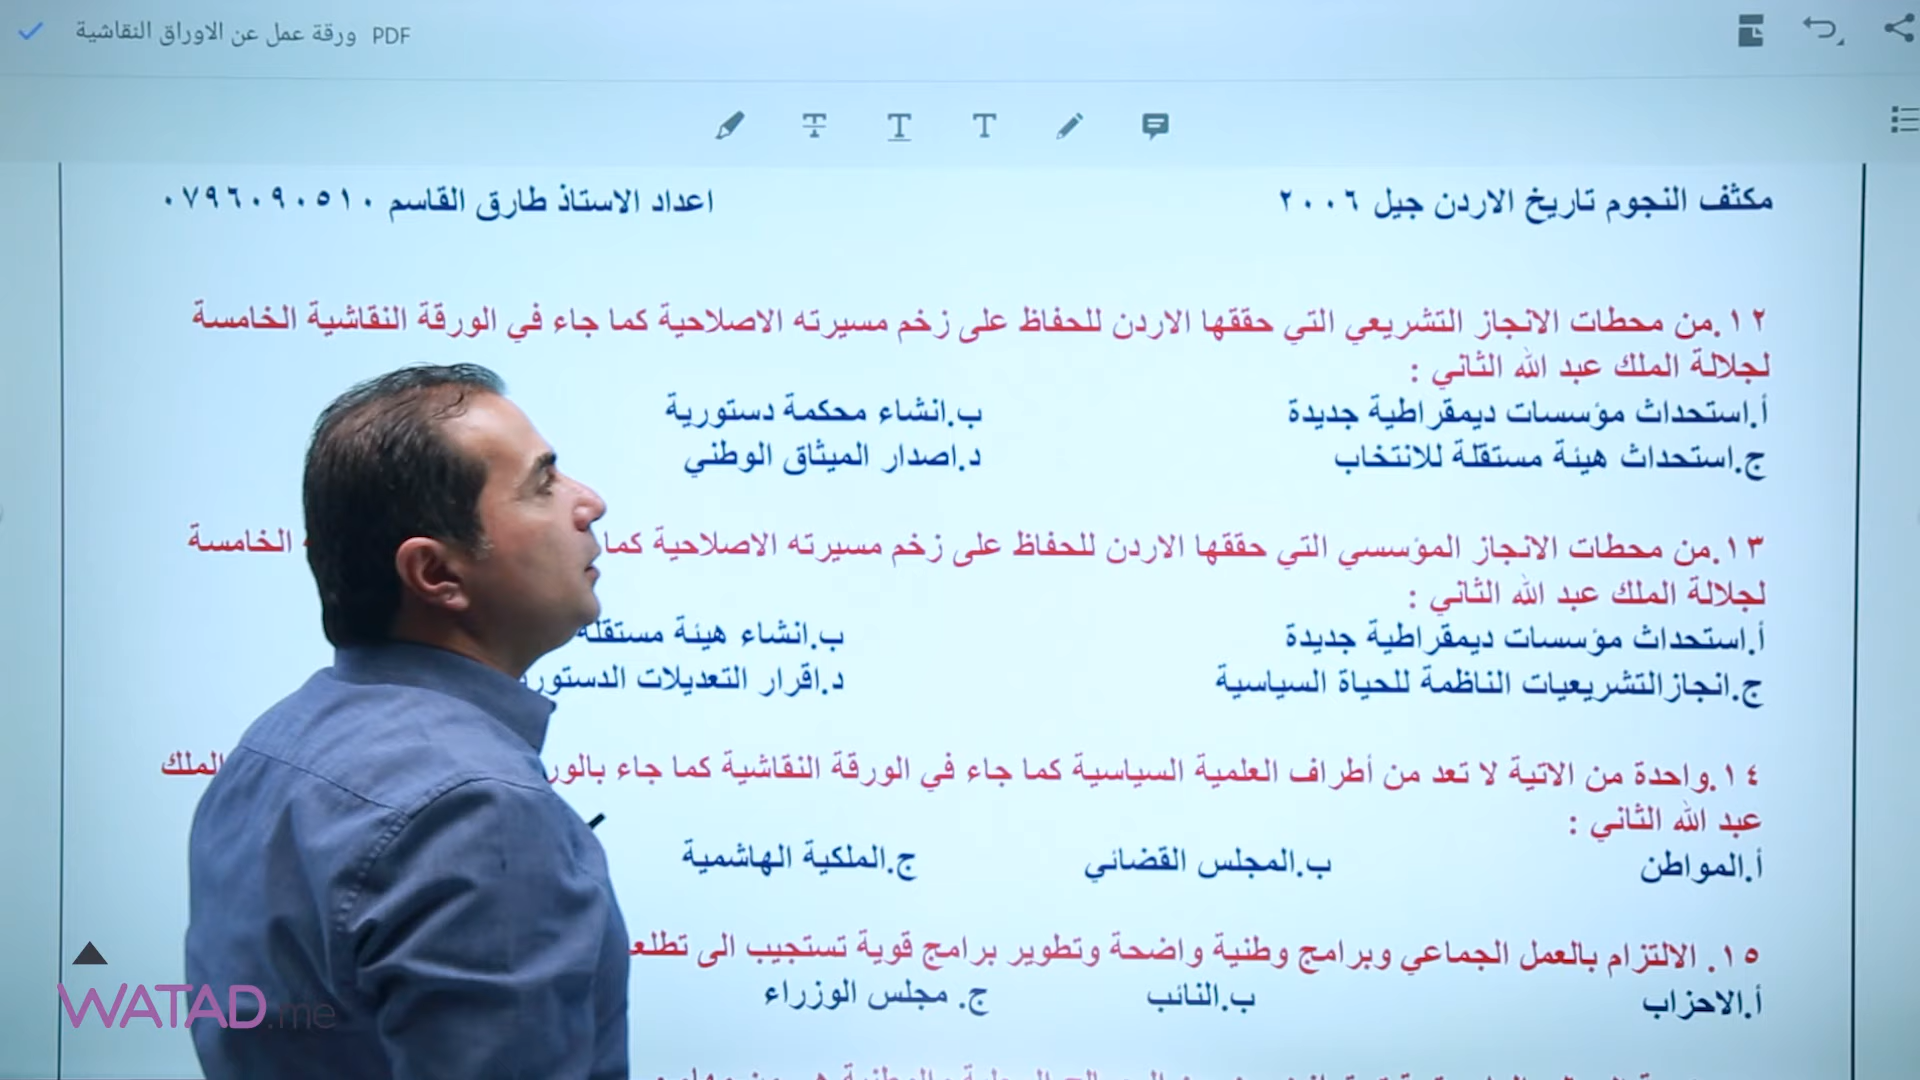 ورقة عمل عن الاوراق النقاشية PDF
مكثف النجوم تاريخ الاردن جيل ٢٠٠٦
اعداد الاستاذ طارق القاسم ٠٧٩٦٠٩٠٥١٠
١٢.من محطات الانجاز التشريعي التي حققها الاردن للحفاظ على زخم مسيرته الاصلاحية كما جاء في الورقة النقاشية الخامسة
لجلالة الملك عبد الله الثاني :
أ.استحداث مؤسسات ديمقراطية جديدة ب.انشاء محكمة دستورية
ج.استحداث هيئة مستقلة للانتخاب د.اصدار الميثاق الوطني
١٣.من محطات الانجاز المؤسسي التي حققها الاردن للحفاظ على زخم مسيرته الاصلاحية كما الخامسة
لجلالة الملك عبد الله الثاني :
أ.استحداث مؤسسات ديمقراطية جديدة ب.انشاء هيئة مستقلة
ج.انجازالتشريعيات الناظمة للحياة السياسية د.اقرار التعديلات
١٤.واحدة من الاتية لا تعد من أطراف العلمية السياسية كما جاء في الورقة النقاشية كما جاء الملك
عبد الله الثاني :
أ.المواطن ب.المجلس القضائي ج.الملكية الهاشمية
١٥. الالتزام بالعمل الجماعي وبرامج وطنية واضحة وتطوير برامج قوية تستجيب الى
أ.الاحزاب ب.النائب ج. مجلس الوزراء
WATAD.me